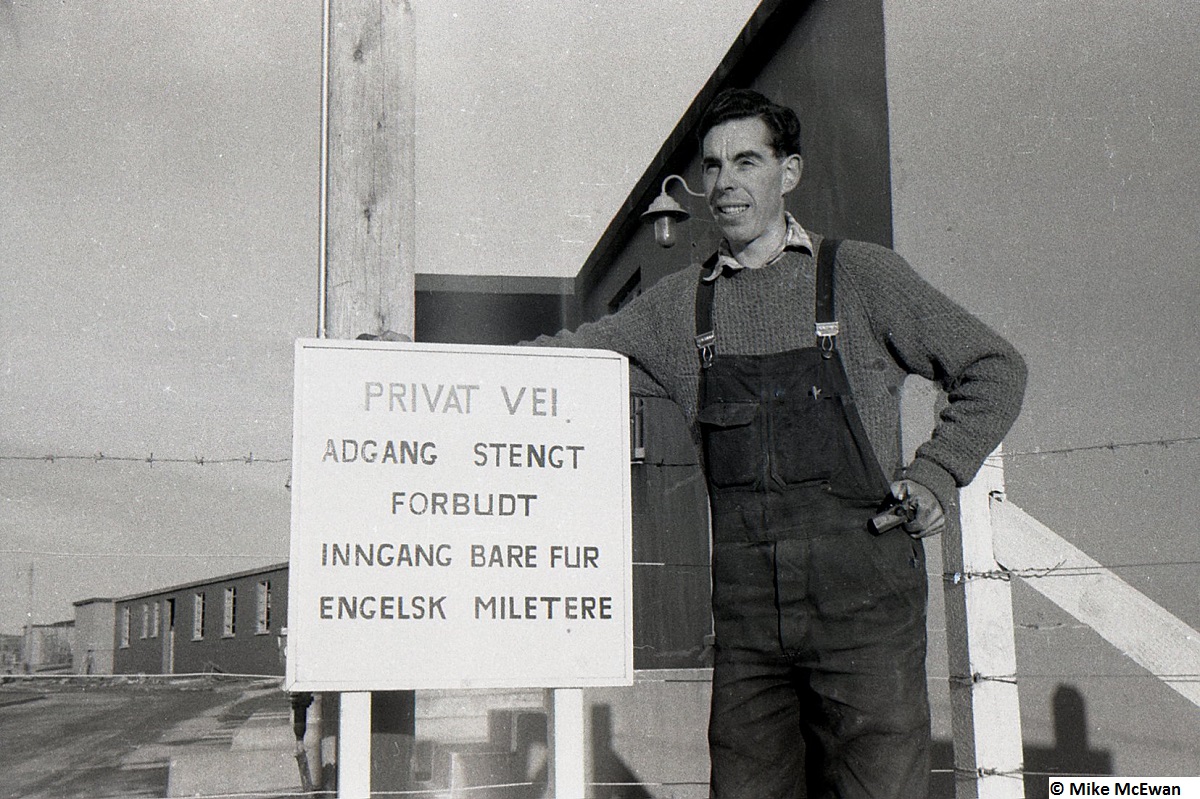 PRIVAT VEI.
ADGANG STENGT
FORBUDT
INNGANG BARE FUR
ENGELSK MILETERE
© Mike McEwan